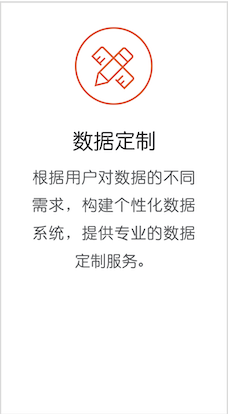 数据定制
根据用户对数据的不同
需求，构建个性化数据
系统，提供专业的数据
定制服务。